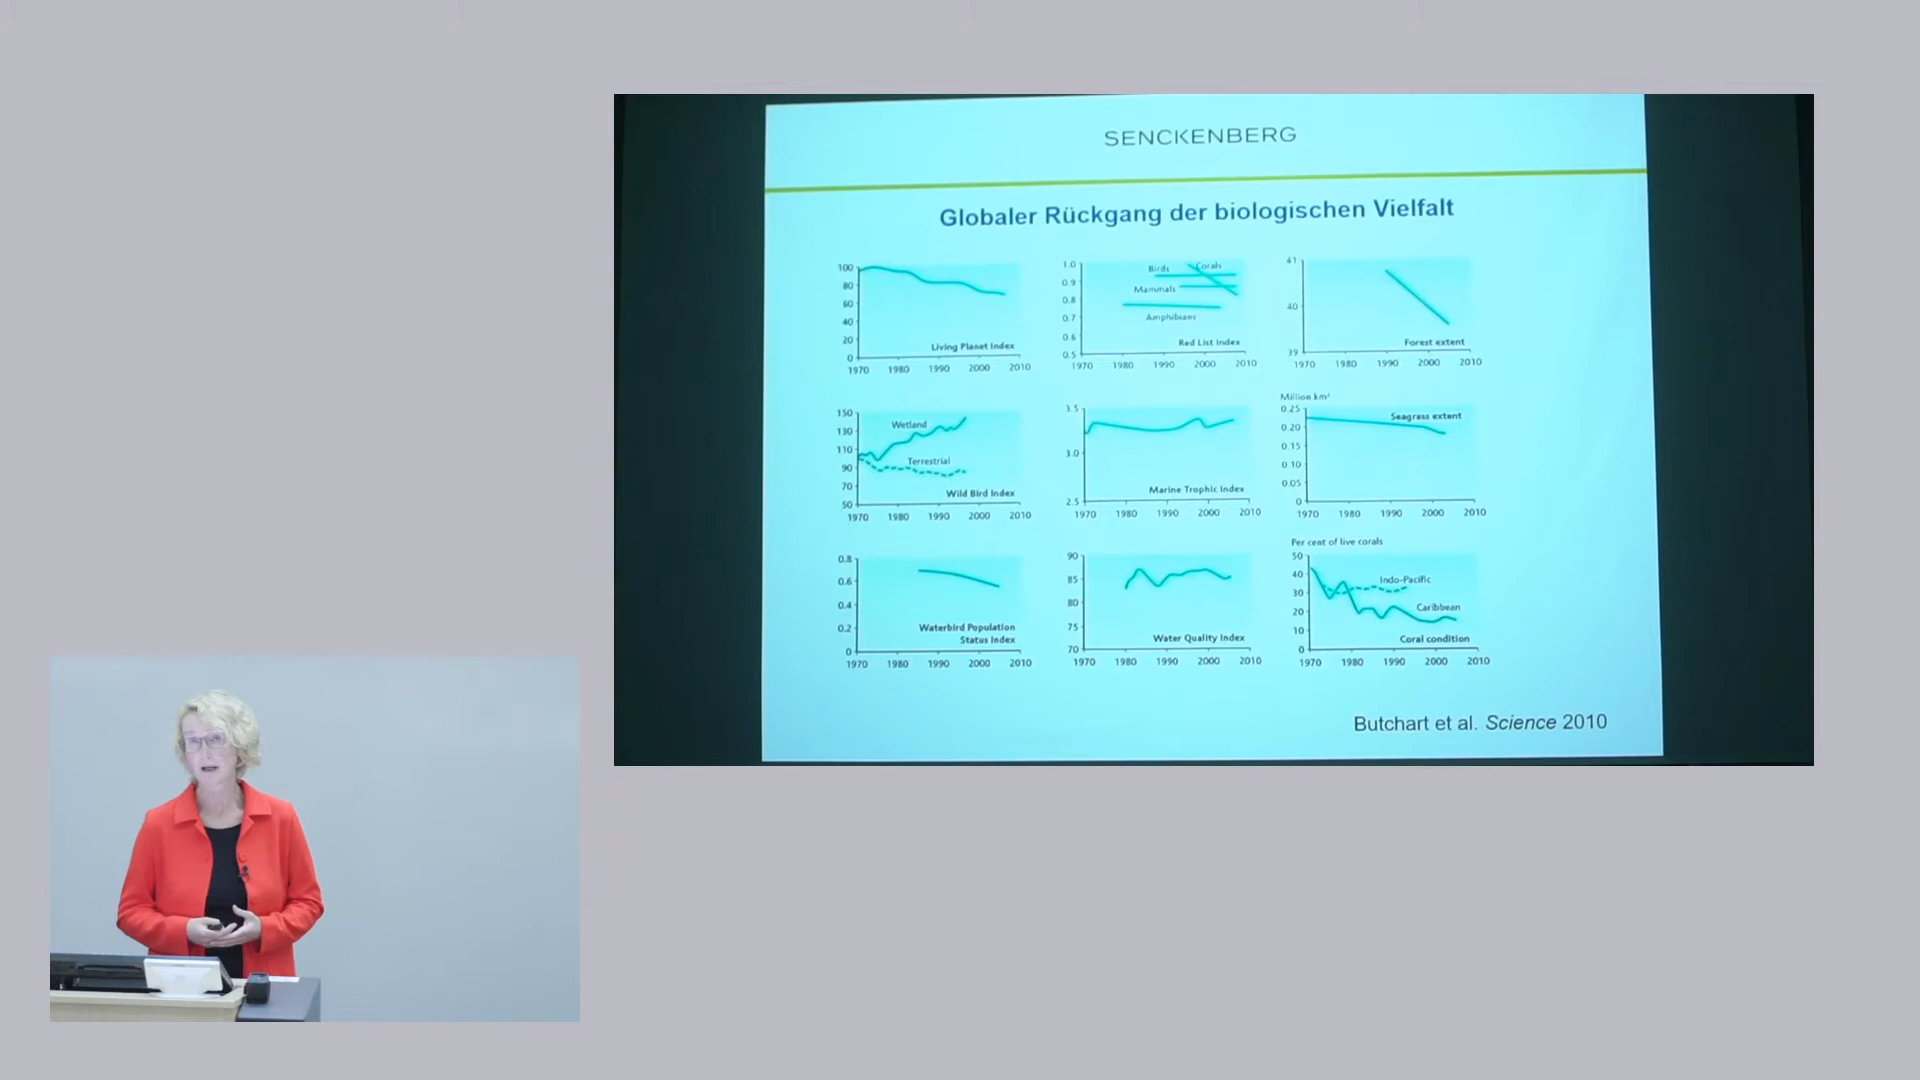 SENCKENBERG
Globaler Rückgang der biologischen Vielfalt
100
80
60
40
20
0
Living Planet Index
1970 1980 1990 2000 2010
1.0
0.9
0.8
0.7
0.6
0.5
Birds
Corals
Mammals
Amphibians
Red List Index
1970 1980 1990 2000 2010
41
40
39
Forest extent
1970 1980 1990 2000 2010
150
130
110
90
70
50
Wetland
Terrestrial
Wild Bird Index
1970 1980 1990 2000 2010
3.5
3.0
2.5
Marine Trophic Index
1970 1980 1990 2000 2010
Million km²
0.25
0.20
0.15
0.10
0.05
0
Seagrass extent
1970 1980 1990 2000 2010
0.8
0.6
0.4
0.2
0
Waterbird Population
Status Index
1970 1980 1990 2000 2010
90
85
80
75
70
Water Quality Index
1970 1980 1990 2000 2010
Per cent of live corals
50
40
30
20
10
0
Indo-Pacific
Caribbean
Coral condition
1970 1980 1990 2000 2010
Butchart et al. Science 2010